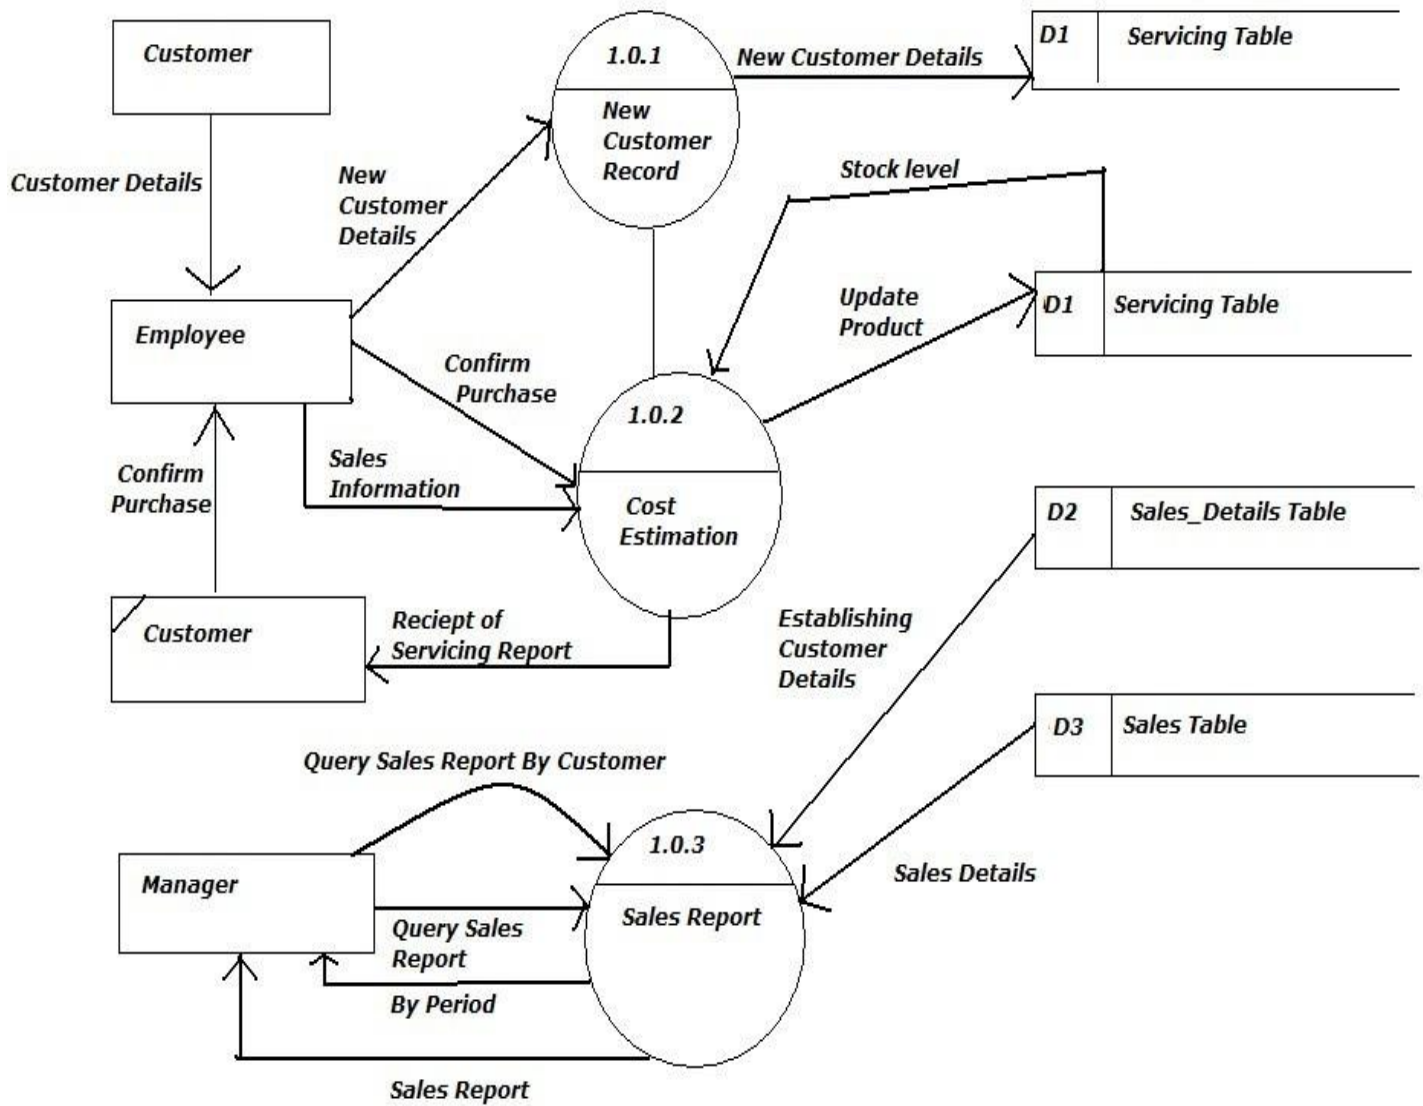 Customer
1.0.1
New
Customer
Record
New Customer Details
D1
Servicing Table
Customer Details
New
Customer
Details
Stock level
Employee
Confirm
Purchase
Update
Product
D1
Servicing Table
1.0.2
Cost
Estimation
Sales
Information
Confirm
Purchase
D2
Sales_Details Table
Customer
Reciept of
Servicing Report
Establishing
Customer
Details
D3
Sales Table
Query Sales Report By Customer
1.0.3
Sales Report
Sales Details
Manager
Query Sales
Report
By Period
Sales Report